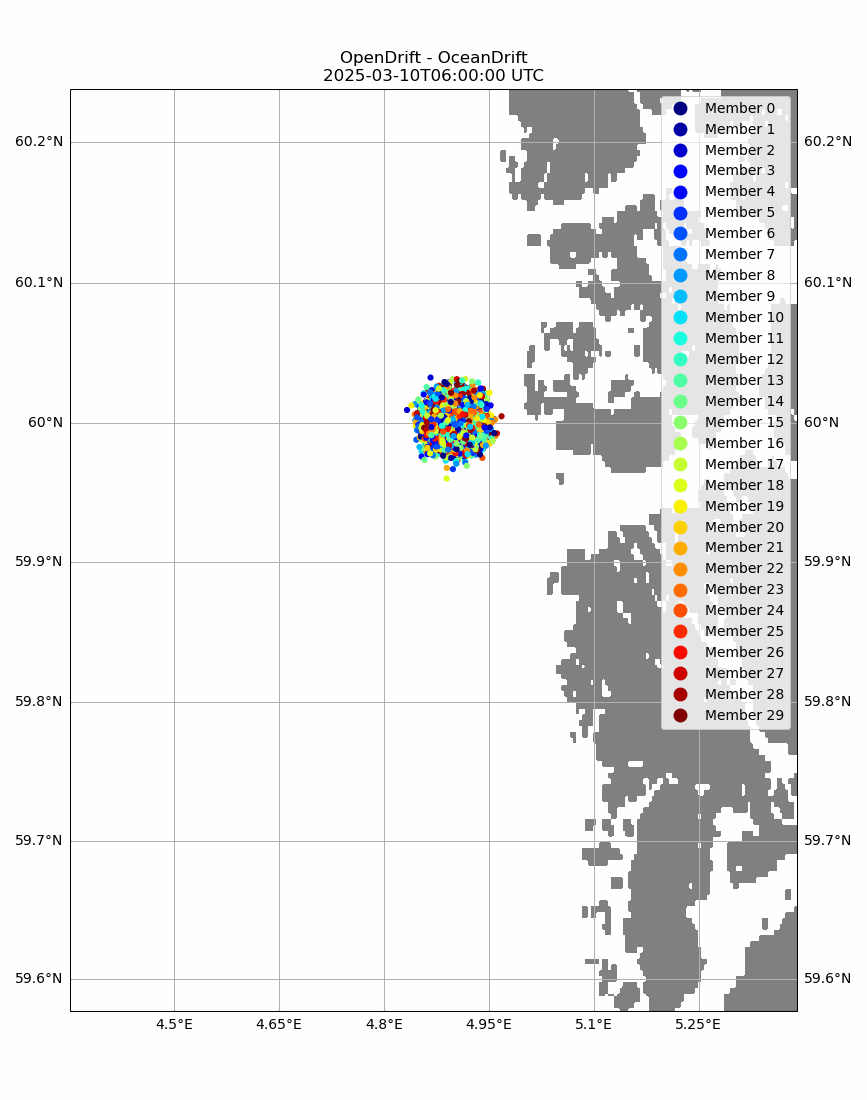 OpenDrift - OceanDrift
2025-03-10T06:00:00 UTC
Member 0
Member 1
Member 2
Member 3
Member 4
Member 5
Member 6
Member 7
Member 8
Member 9
Member 10
Member 11
Member 12
Member 13
Member 14
Member 15
Member 16
Member 17
Member 18
Member 19
Member 20
Member 21
Member 22
Member 23
Member 24
Member 25
Member 26
Member 27
Member 28
Member 29
60.2°N 60.2°N
60.1°N 60.1°N
60°N 60°N
59.9°N 59.9°N
59.8°N 59.8°N
59.7°N 59.7°N
59.6°N 59.6°N
4.5°E 4.65°E 4.8°E 4.95°E 5.1°E 5.25°E